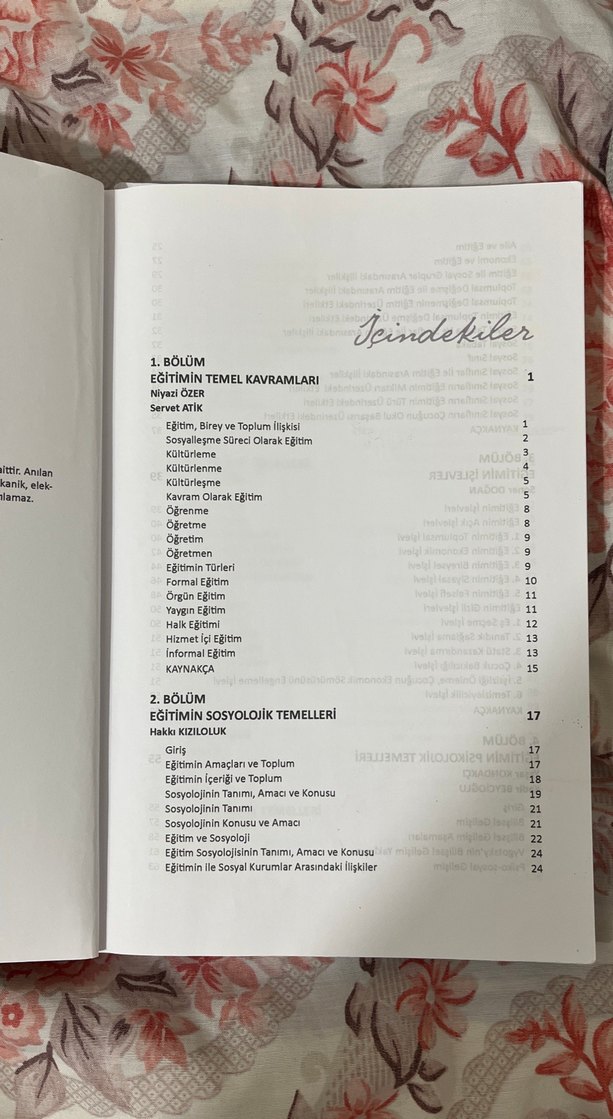 aittir. Anılan
kanik, elek-
nlamaz.
İçindekiler
1. BÖLÜM
EĞİTİMİN TEMEL KAVRAMLARI 1
Niyazi ÖZER
Servet ATİK
Eğitim, Birey ve Toplum İlişkisi 1
Sosyalleşme Süreci Olarak Eğitim 2
Kültürleme 3
Kültürlenme 4
Kültürleşme 5
Kavram Olarak Eğitim 5
Öğrenme 8
Öğretme 8
Öğretim 9
Öğretmen 9
Eğitimin Türleri 9
Formal Eğitim 10
Örgün Eğitim 11
Yaygın Eğitim 11
Halk Eğitimi 12
Hizmet İçi Eğitim 13
İnformal Eğitim 13
KAYNAKÇA 15
2. BÖLÜM
EĞİTİMİN SOSYOLOJİK TEMELLERİ 17
Hakkı KIZILOLUK
Giriş 17
Eğitimin Amaçları ve Toplum 17
Eğitimin İçeriği ve Toplum 18
Sosyolojinin Tanımı, Amacı ve Konusu 19
Sosyolojinin Tanımı 21
Sosyolojinin Konusu ve Amacı 21
Eğitim ve Sosyoloji 22
Eğitim Sosyolojisinin Tanımı, Amacı ve Konusu 24
Eğitimin ile Sosyal Kurumlar Arasındaki İlişkiler 24